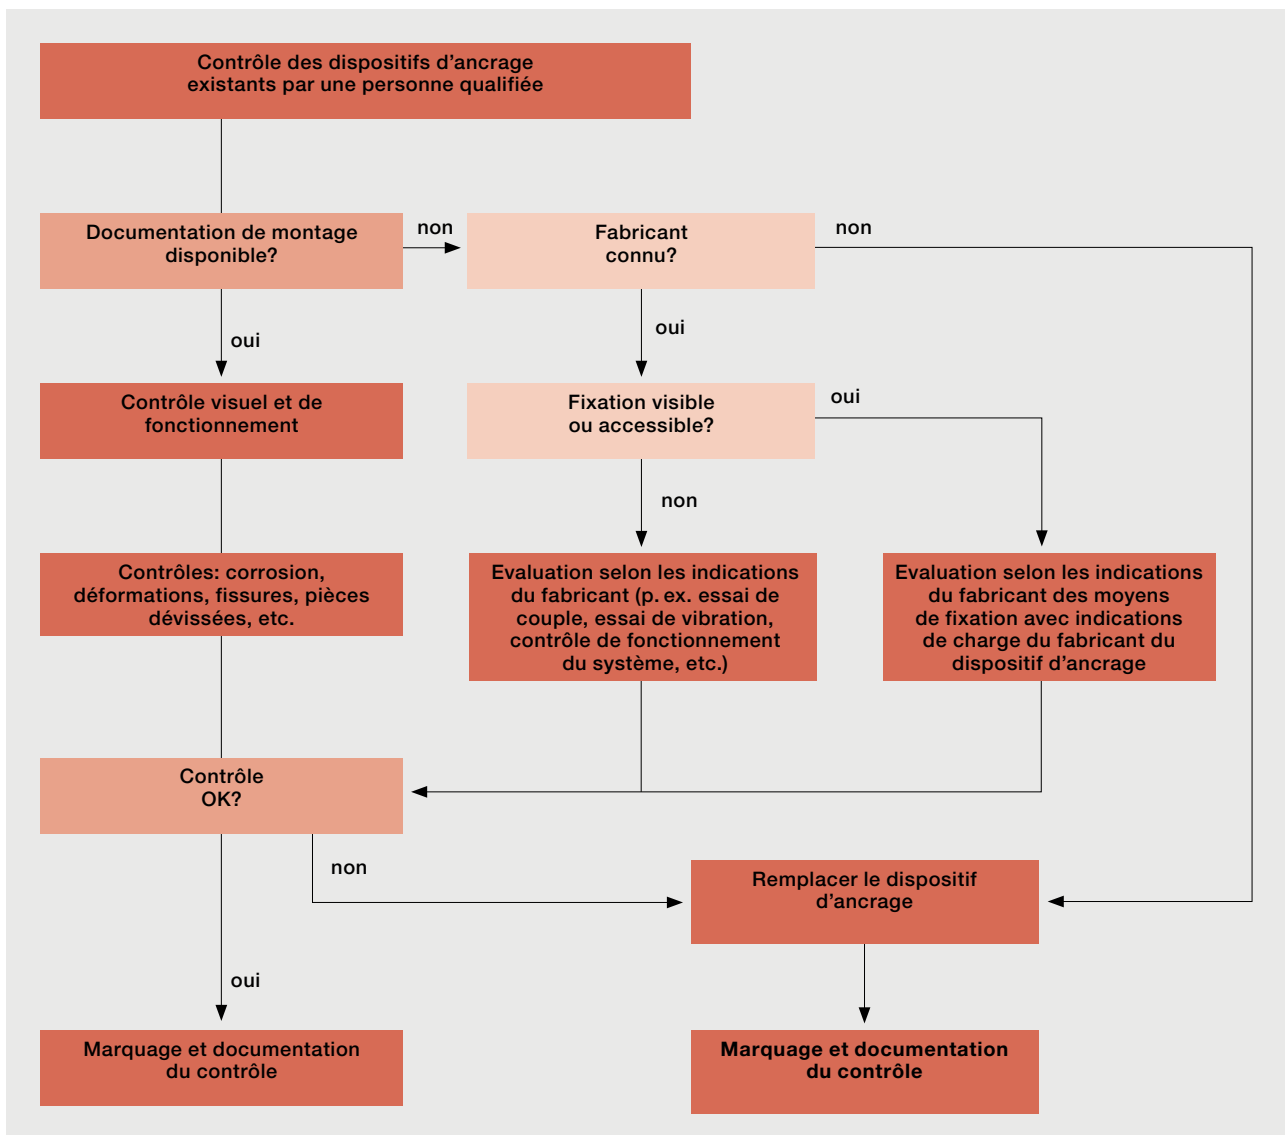 Contrôle des dispositifs d’ancrage
existants par une personne qualifiée
Documentation de montage
disponible?
non
Fabricant
connu?
non
oui
oui
Contrôle visuel et de
fonctionnement
Fixation visible
ou accessible?
oui
non
Contrôles: corrosion,
déformations, fissures, pièces
dévissées, etc.
Evaluation selon les indications
du fabricant (p. ex. essai de
couple, essai de vibration,
contrôle de fonctionnement
du système, etc.)
Evaluation selon les indications
du fabricant des moyens
de fixation avec indications
de charge du fabricant du
dispositif d’ancrage
Contrôle
OK?
non
Remplacer le dispositif
d’ancrage
oui
Marquage et documentation
du contrôle
Marquage et documentation
du contrôle